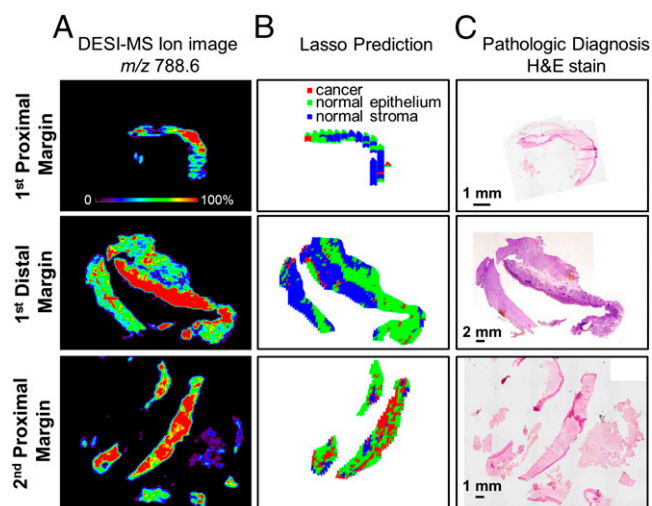 A
DESI-MS Ion image
m/z 788.6
B
Lasso Prediction
C
Pathologic Diagnosis
H&E stain
1st Proximal
Margin
0
100%
cancer
normal epithelium
normal stroma
1 mm
1st Distal
Margin
2 mm
2nd Proximal
Margin
1 mm